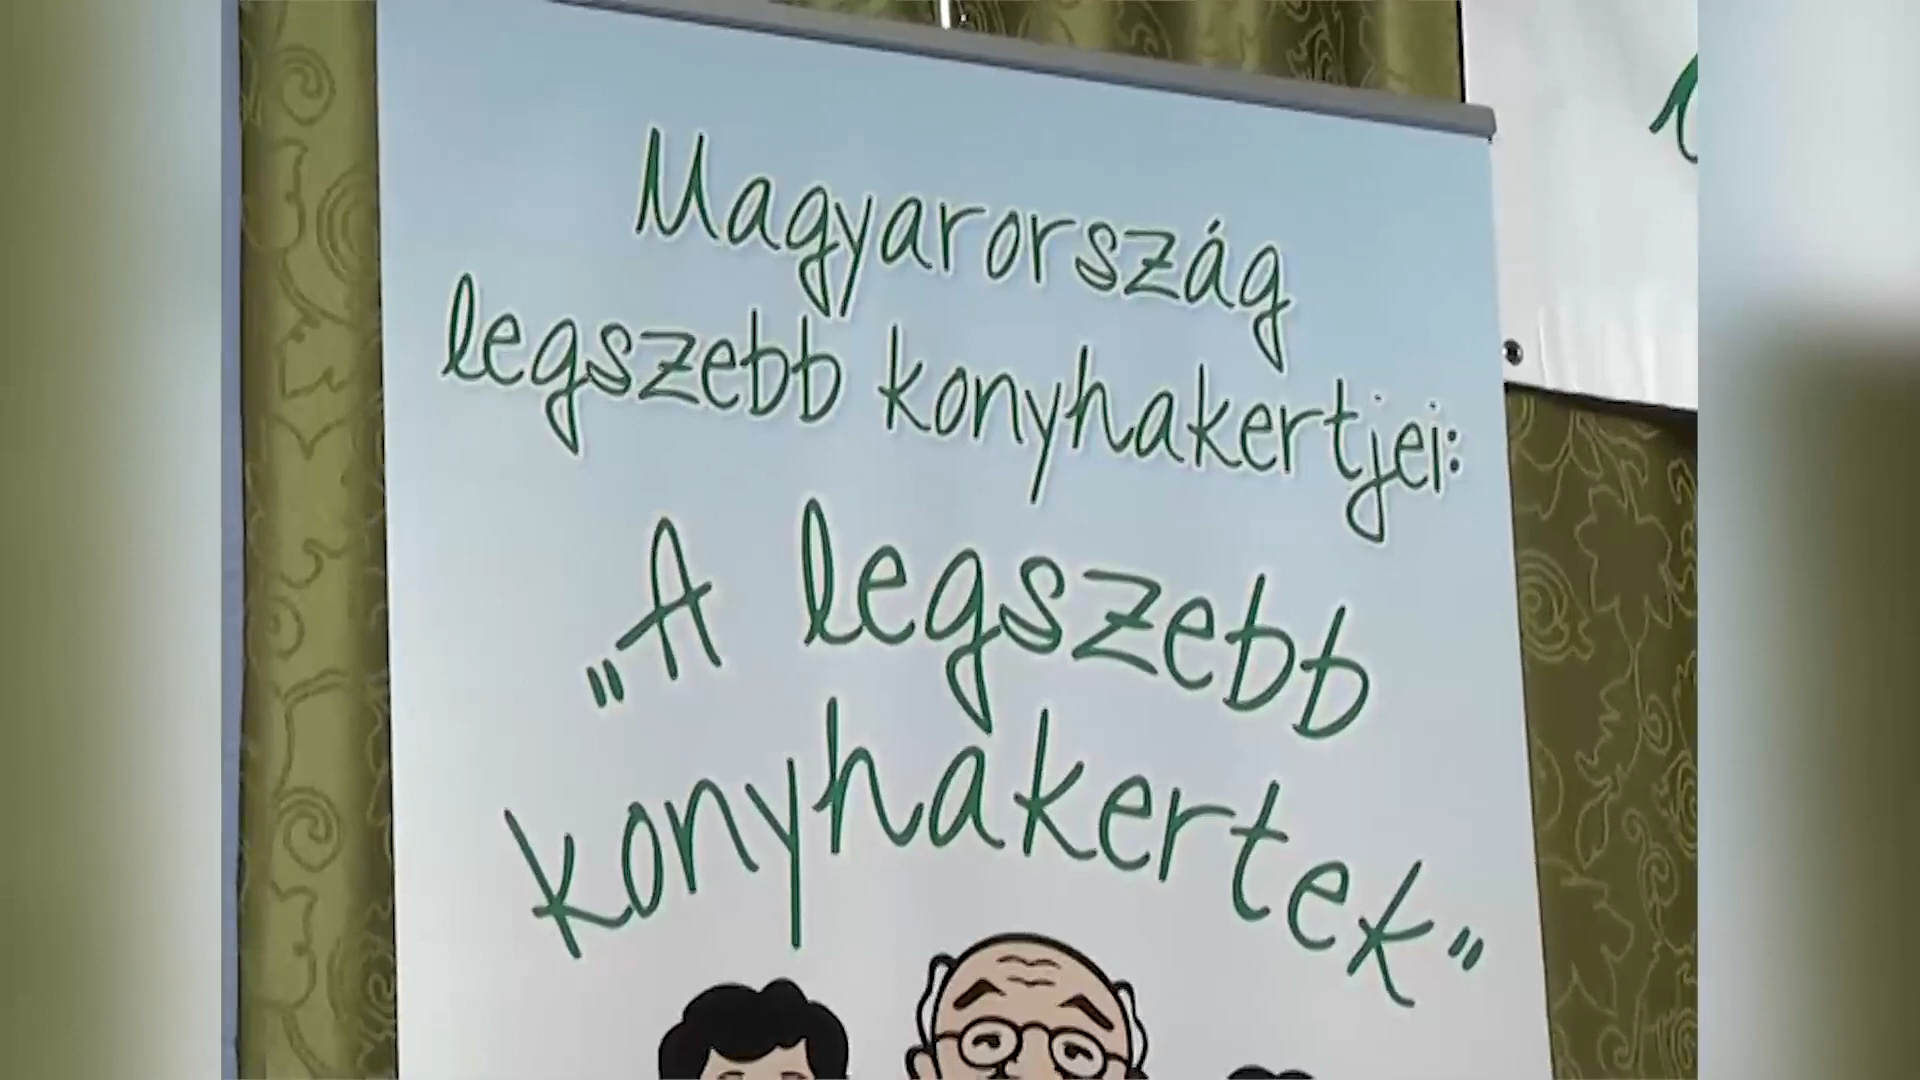 Magyarország
legszebb konyhakertjei:
„A legszebb
konyhakertek”